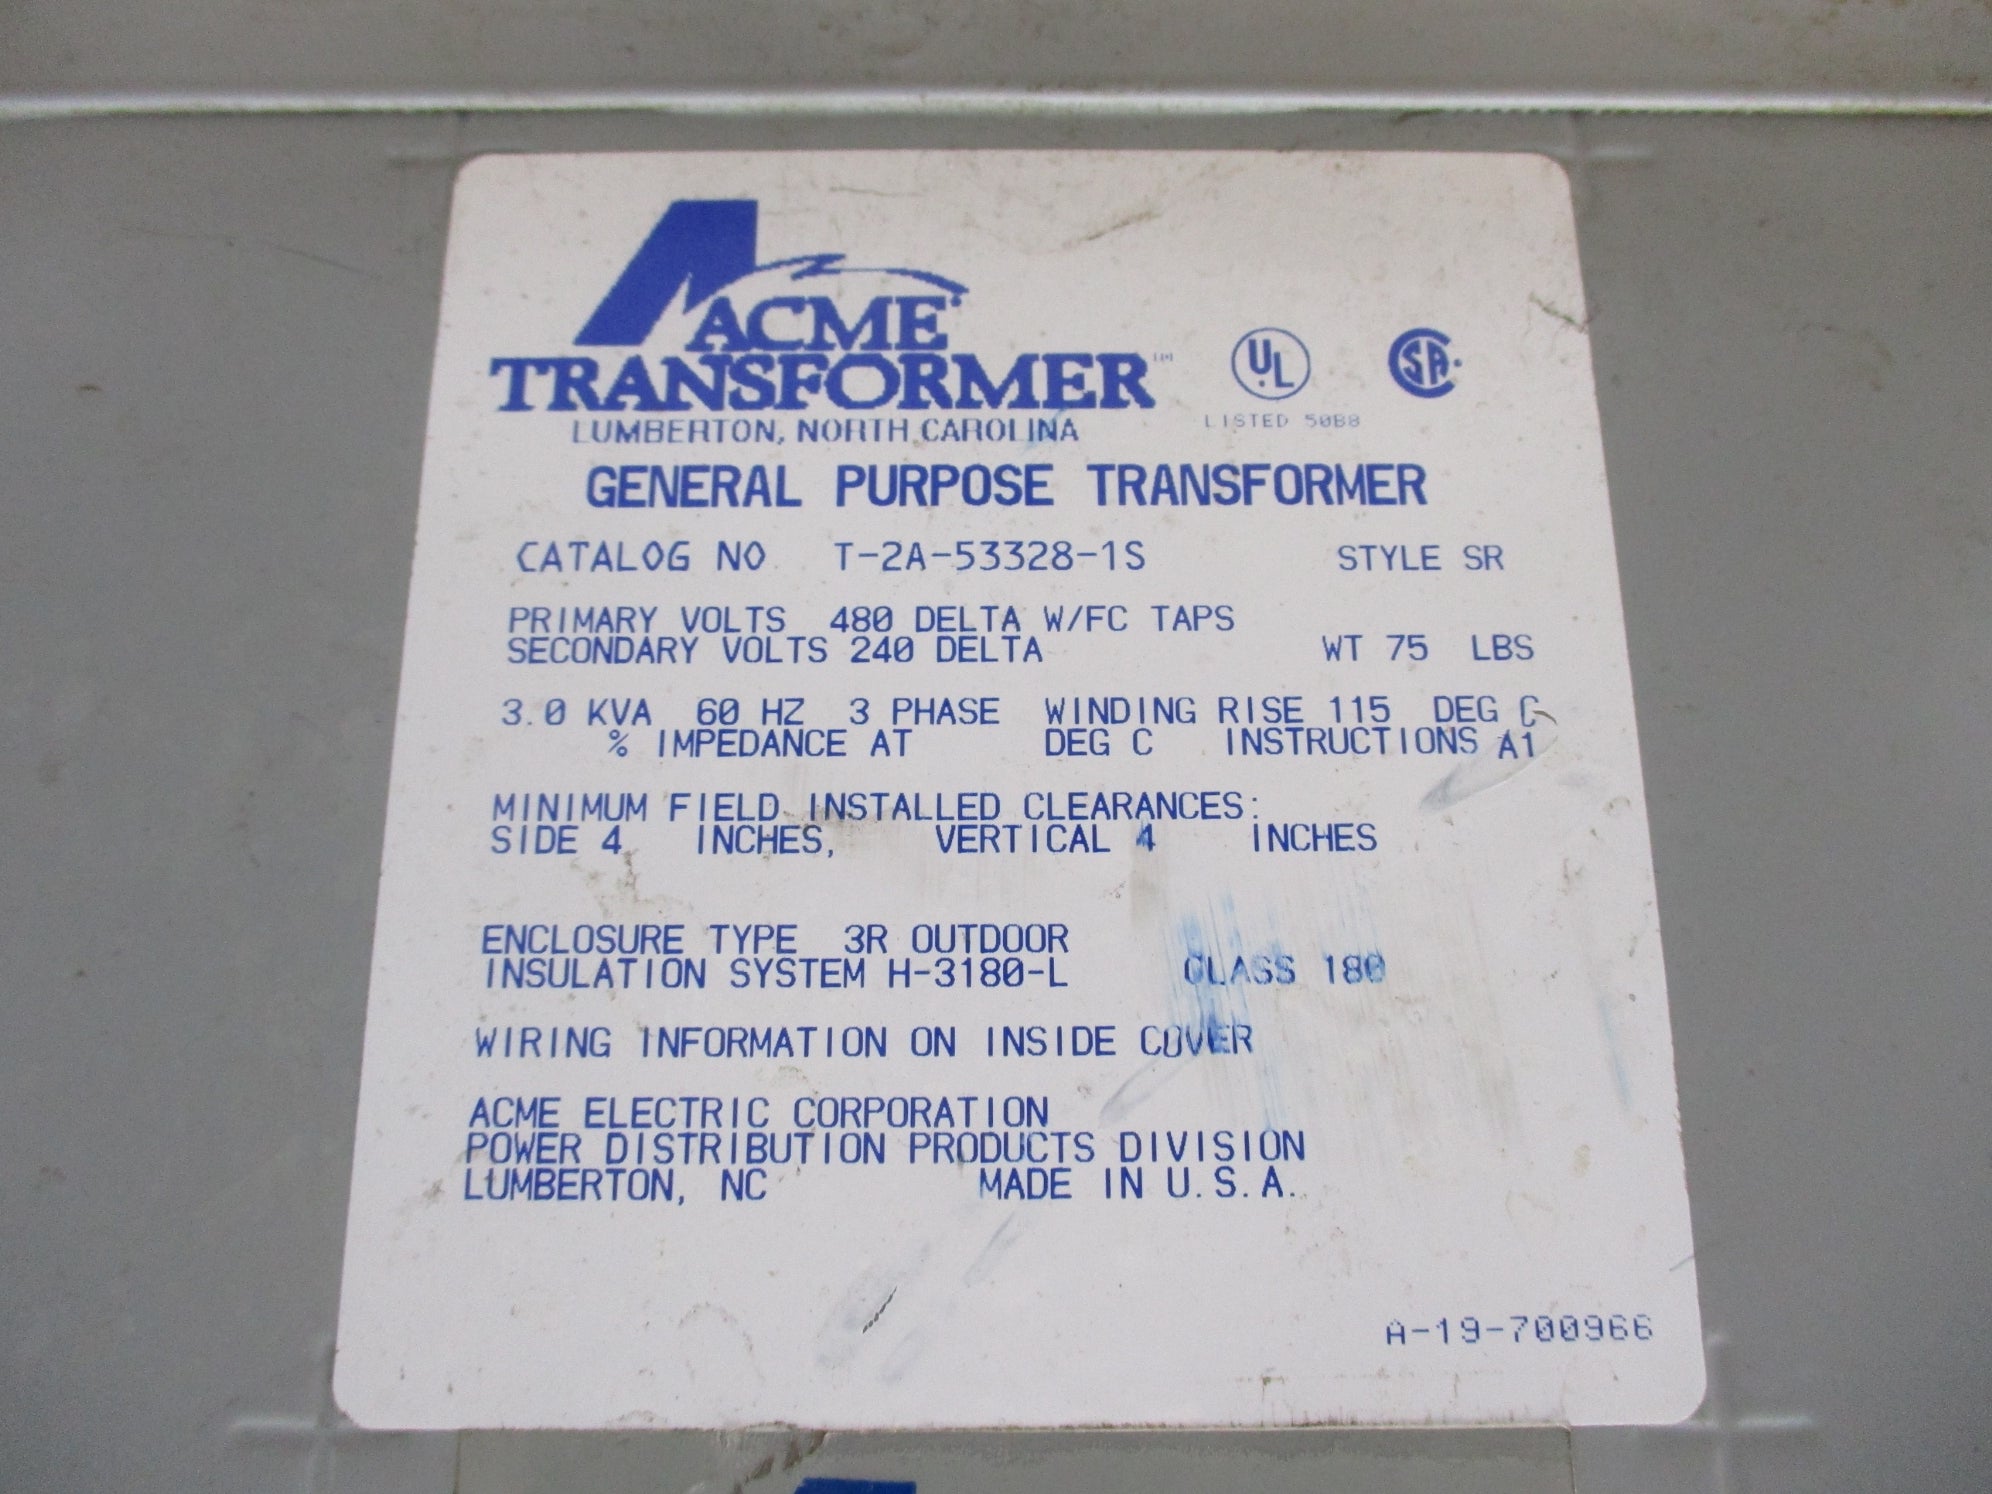 ACME
TRANSFORMER™
LUMBERTON, NORTH CAROLINA
UL
LISTED 50B8
SA
GENERAL PURPOSE TRANSFORMER
CATALOG NO. T-2A-53328-1S STYLE SR
PRIMARY VOLTS 480 DELTA W/FC TAPS
SECONDARY VOLTS 240 DELTA WT 75 LBS
3.0 KVA 60 HZ 3 PHASE WINDING RISE 115 DEG C
% IMPEDANCE AT DEG C INSTRUCTIONS A1
MINIMUM FIELD INSTALLED CLEARANCES:
SIDE 4 INCHES, VERTICAL 4 INCHES
ENCLOSURE TYPE 3R OUTDOOR
INSULATION SYSTEM H-3180-L CLASS 180
WIRING INFORMATION ON INSIDE COVER
ACME ELECTRIC CORPORATION
POWER DISTRIBUTION PRODUCTS DIVISION
LUMBERTON, NC MADE IN U.S.A.
A-19-700966